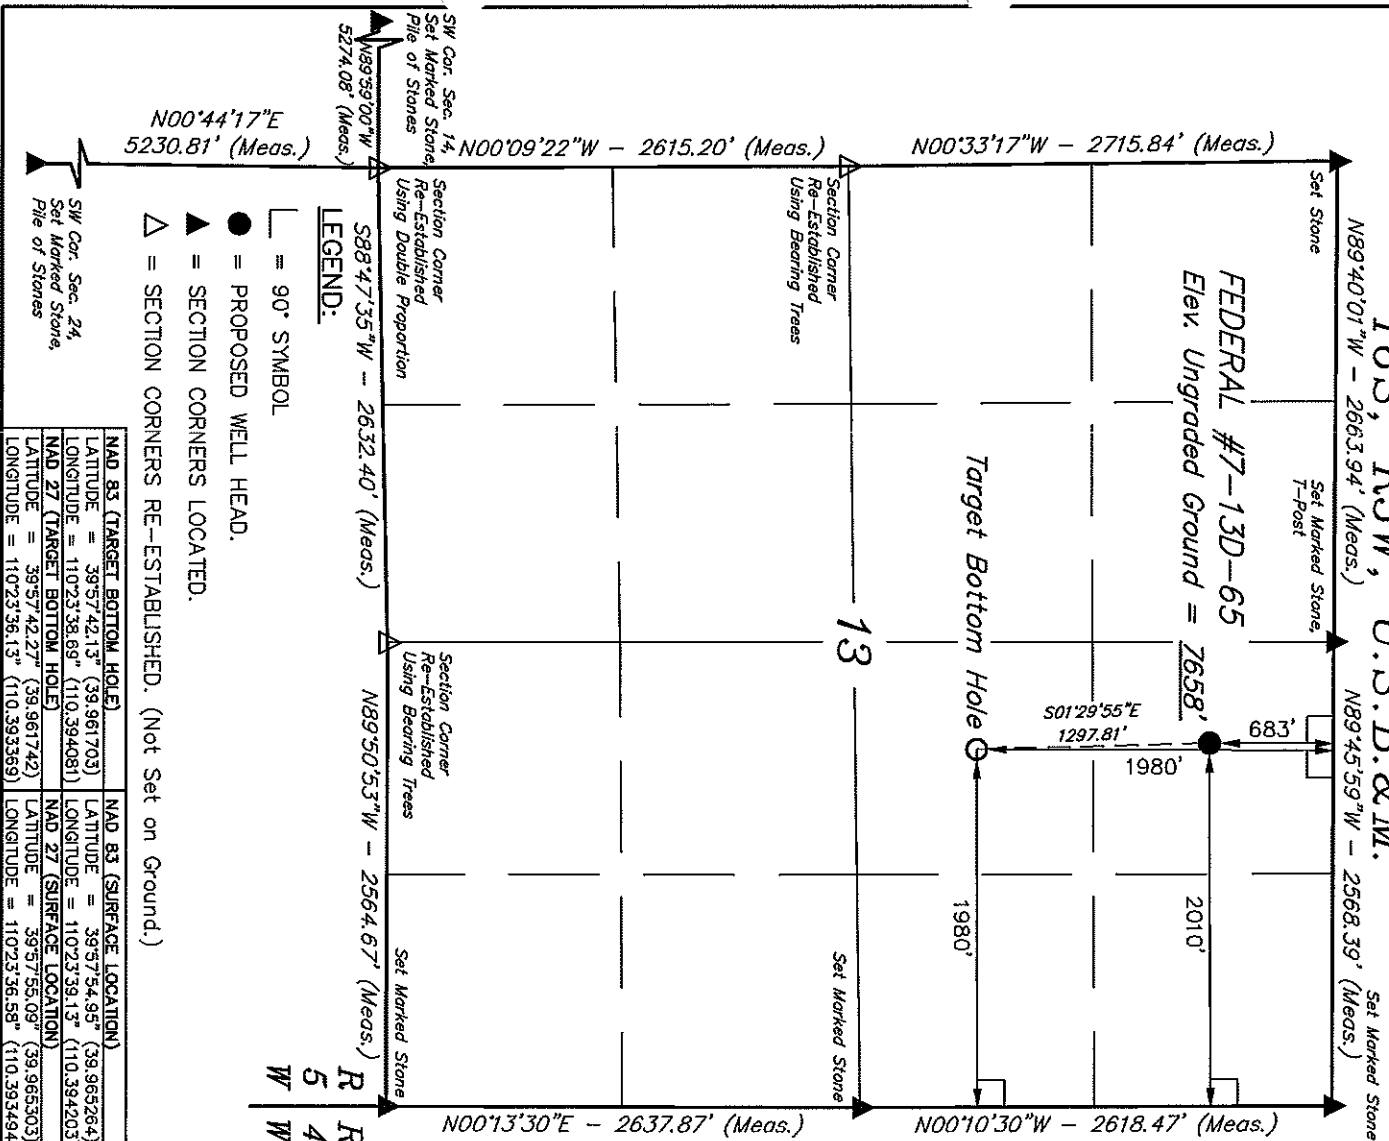 T6S, R5W, U.S.B.&M.
N89°40'01"W - 2663.94' (Meas.)
N89°45'59"W - 2568.39' (Meas.)
Set Stone
Set Marked Stone,
T-Post
Set Marked Stone
FEDERAL #7-13D-65
Elev. Ungraded Ground = 7658'
683'
1980'
2010'
S01°29'55"E
1297.81'
Target Bottom Hole
1980'
N00°33'17"W - 2715.84' (Meas.)
N00°10'30"W - 2618.47' (Meas.)
Section Corner
Re-Established
Using Bearing Trees
13
Set Marked Stone
N00°09'22"W - 2615.20' (Meas.)
N00°13'30"E - 2637.87' (Meas.)
SW Cor. Sec. 14,
Set Marked Stone,
Pile of Stones
N89°59'00"W
5274.08' (Meas.)
Section Corner
Re-Established
Using Double Proportion
Section Corner
Re-Established
Using Bearing Trees
Set Marked Stone
S88°47'35"W - 2632.40' (Meas.)
N89°50'53"W - 2564.67' (Meas.)
R R
5 4
W W
N00°44'17"E
5230.81' (Meas.)
LEGEND:
= 90° SYMBOL
= PROPOSED WELL HEAD.
= SECTION CORNERS LOCATED.
= SECTION CORNERS RE-ESTABLISHED. (Not Set on Ground.)
SW Cor. Sec. 24,
Set Marked Stone,
Pile of Stones
NAD 83 (TARGET BOTTOM HOLE)
LATITUDE = 39°57'42.13" (39.961703)
LONGITUDE = 110°23'38.69" (110.394081)
NAD 27 (TARGET BOTTOM HOLE)
LATITUDE = 39°57'42.27" (39.961742)
LONGITUDE = 110°23'36.13" (110.393369)
NAD 83 (SURFACE LOCATION)
LATITUDE = 39°57'54.95" (39.965264)
LONGITUDE = 110°23'39.13" (110.394203
NAD 27 (SURFACE LOCATION)
LATITUDE = 39°57'55.09" (39.965303)
LONGITUDE = 110°23'36.58" (110.393494